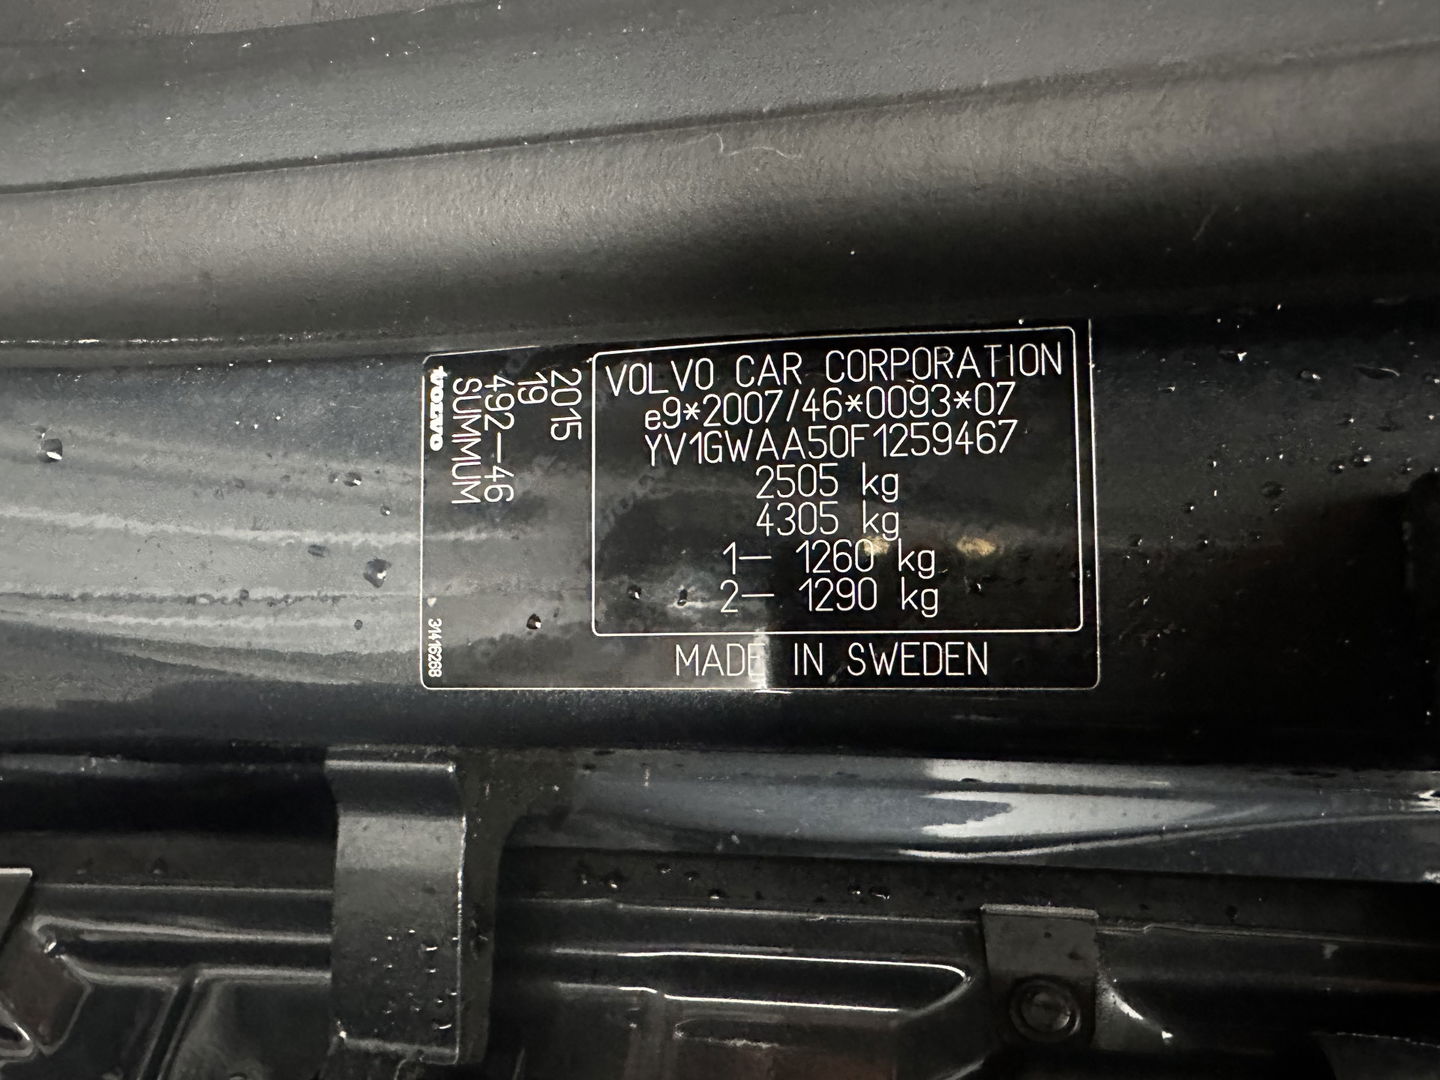 VOLVO CAR CORPORATION
e9*2007/46*0093*07
YV1GWAA50F1259467
2505 kg
4305 kg
1– 1260 kg
2– 1290 kg
MADE IN SWEDEN
2015
19
492–46
SUMMUM
VOLVO
31416268